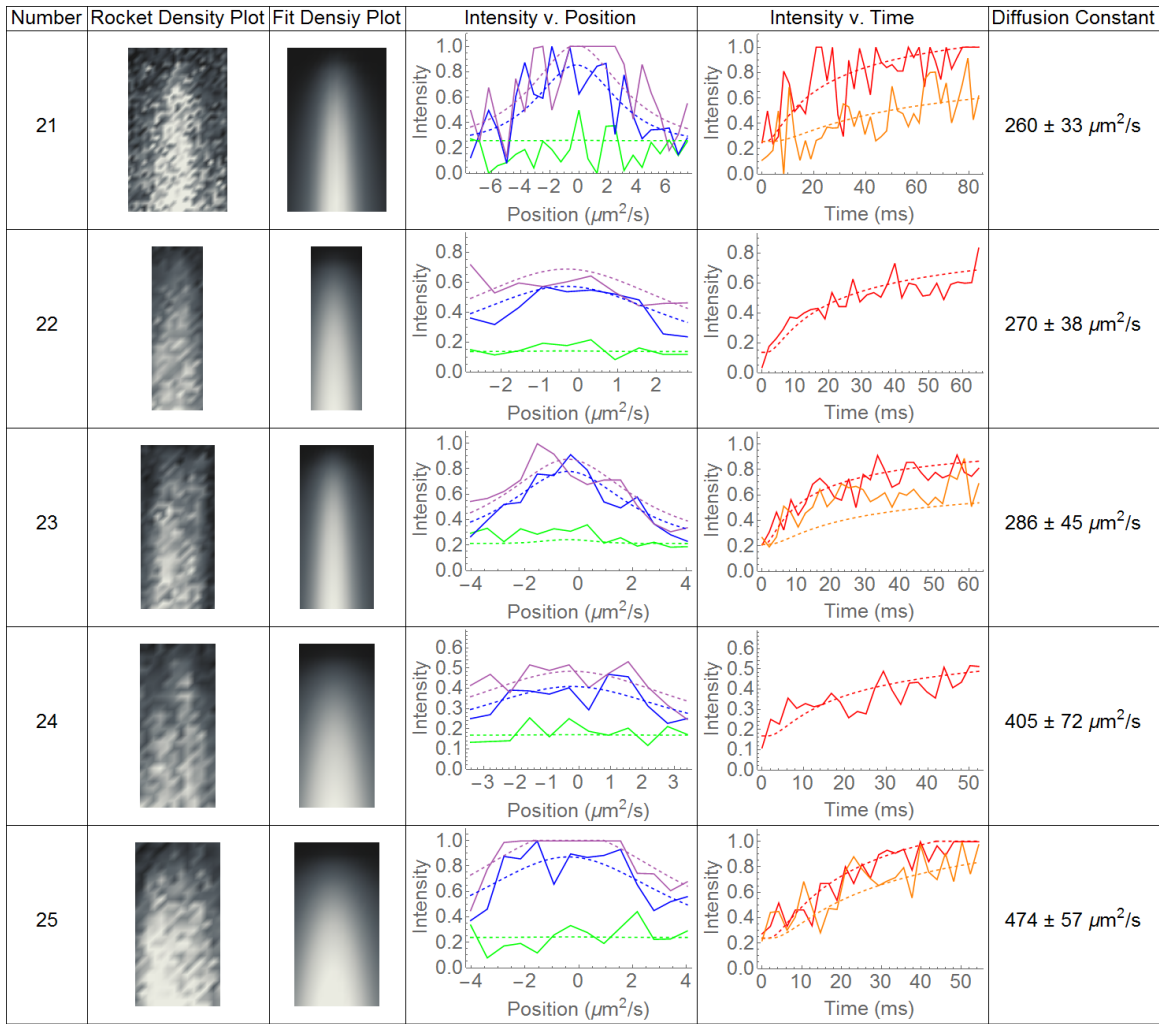 Number Rocket Density Plot Fit Densiy Plot Intensity v. Position Intensity v. Time Diffusion Constant
21
Intensity
1.0
0.8
0.6
0.4
0.2
0.0
−6 −4 −2 0 2 4 6
Position (μm²/s)
Intensity
1.0
0.8
0.6
0.4
0.2
0.0
0 20 40 60 80
Time (ms)
260 ± 33 μm²/s
22
Intensity
0.8
0.6
0.4
0.2
0.0
−2 −1 0 1 2
Position (μm²/s)
Intensity
0.8
0.6
0.4
0.2
0.0
0 10 20 30 40 50 60
Time (ms)
270 ± 38 μm²/s
23
Intensity
1.0
0.8
0.6
0.4
0.2
0.0
−4 −2 0 2 4
Position (μm²/s)
Intensity
1.0
0.8
0.6
0.4
0.2
0.0
0 10 20 30 40 50 60
Time (ms)
286 ± 45 μm²/s
24
Intensity
0.6
0.5
0.4
0.3
0.2
0.1
0.0
−3 −2 −1 0 1 2 3
Position (μm²/s)
Intensity
0.6
0.5
0.4
0.3
0.2
0.1
0.0
0 10 20 30 40 50
Time (ms)
405 ± 72 μm²/s
25
Intensity
1.0
0.8
0.6
0.4
0.2
0.0
−4 −2 0 2 4
Position (μm²/s)
Intensity
1.0
0.8
0.6
0.4
0.2
0.0
0 10 20 30 40 50
Time (ms)
474 ± 57 μm²/s